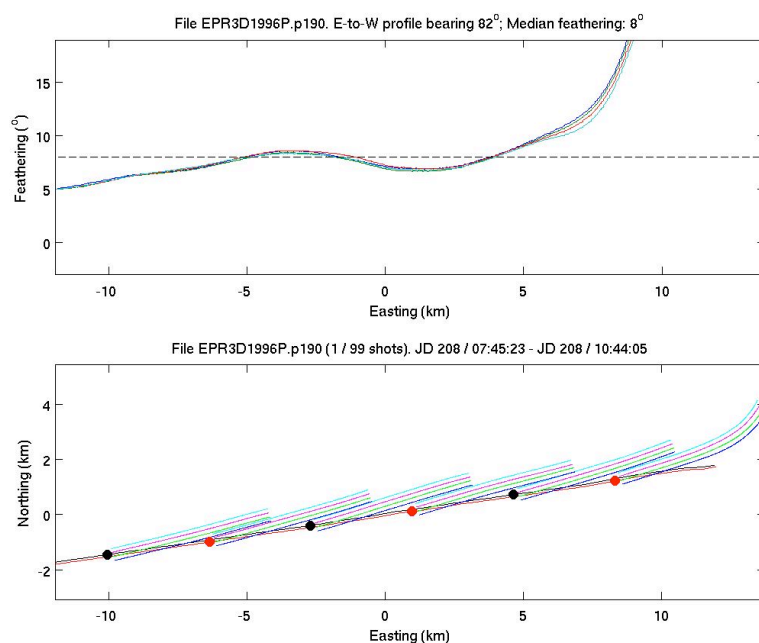 File EPR3D1996P.p190. E-to-W profile bearing 82°; Median feathering: 8°
15
10
5
0
Feathering (°)
-10 -5 0 5 10
Easting (km)
File EPR3D1996P.p190 (1 / 99 shots). JD 208 / 07:45:23 - JD 208 / 10:44:05
4
2
0
-2
Northing (km)
-10 -5 0 5 10
Easting (km)